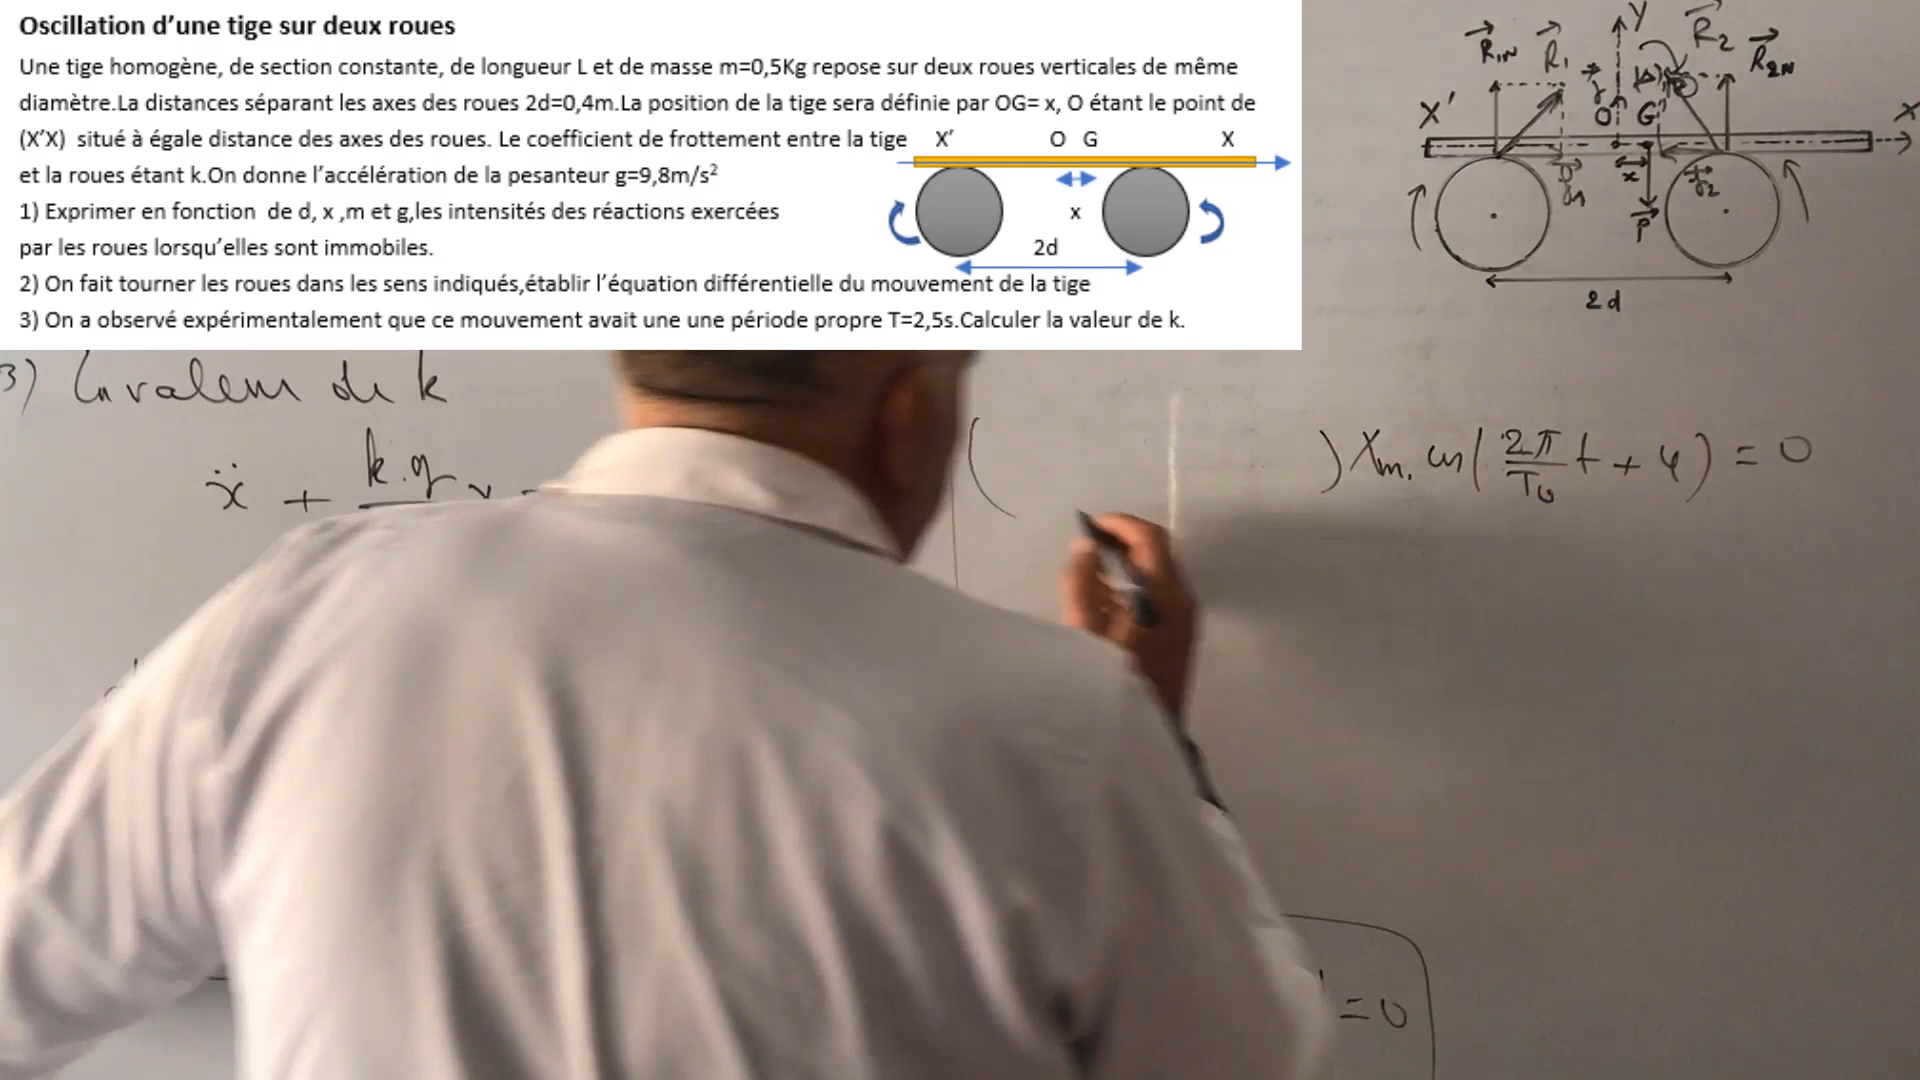 Oscillation d'une tige sur deux roues
Une tige homogène, de section constante, de longueur L et de masse m=0,5Kg repose sur deux roues verticales de même
diamètre.La distances séparant les axes des roues 2d=0,4m.La position de la tige sera définie par OG= x, O étant le point de
(X'X) situé à égale distance des axes des roues. Le coefficient de frottement entre la tige
et la roues étant k.On donne l'accélération de la pesanteur g=9,8m/s²
1) Exprimer en fonction de d, x ,m et g,les intensités des réactions exercées
par les roues lorsqu'elles sont immobiles.
2) On fait tourner les roues dans les sens indiqués,établir l'équation différentielle du mouvement de la tige
3) On a observé expérimentalement que ce mouvement avait une une période propre T=2,5s.Calculer la valeur de k.
X' O G X
x
2d
Y
R₁N R₁ R₂ R₂N
X' O G X
x
P
2d
3) La valeur de k
ẍ + k.g
( ) Xm. cos( 2π/T₀ t + φ) = 0
= 0